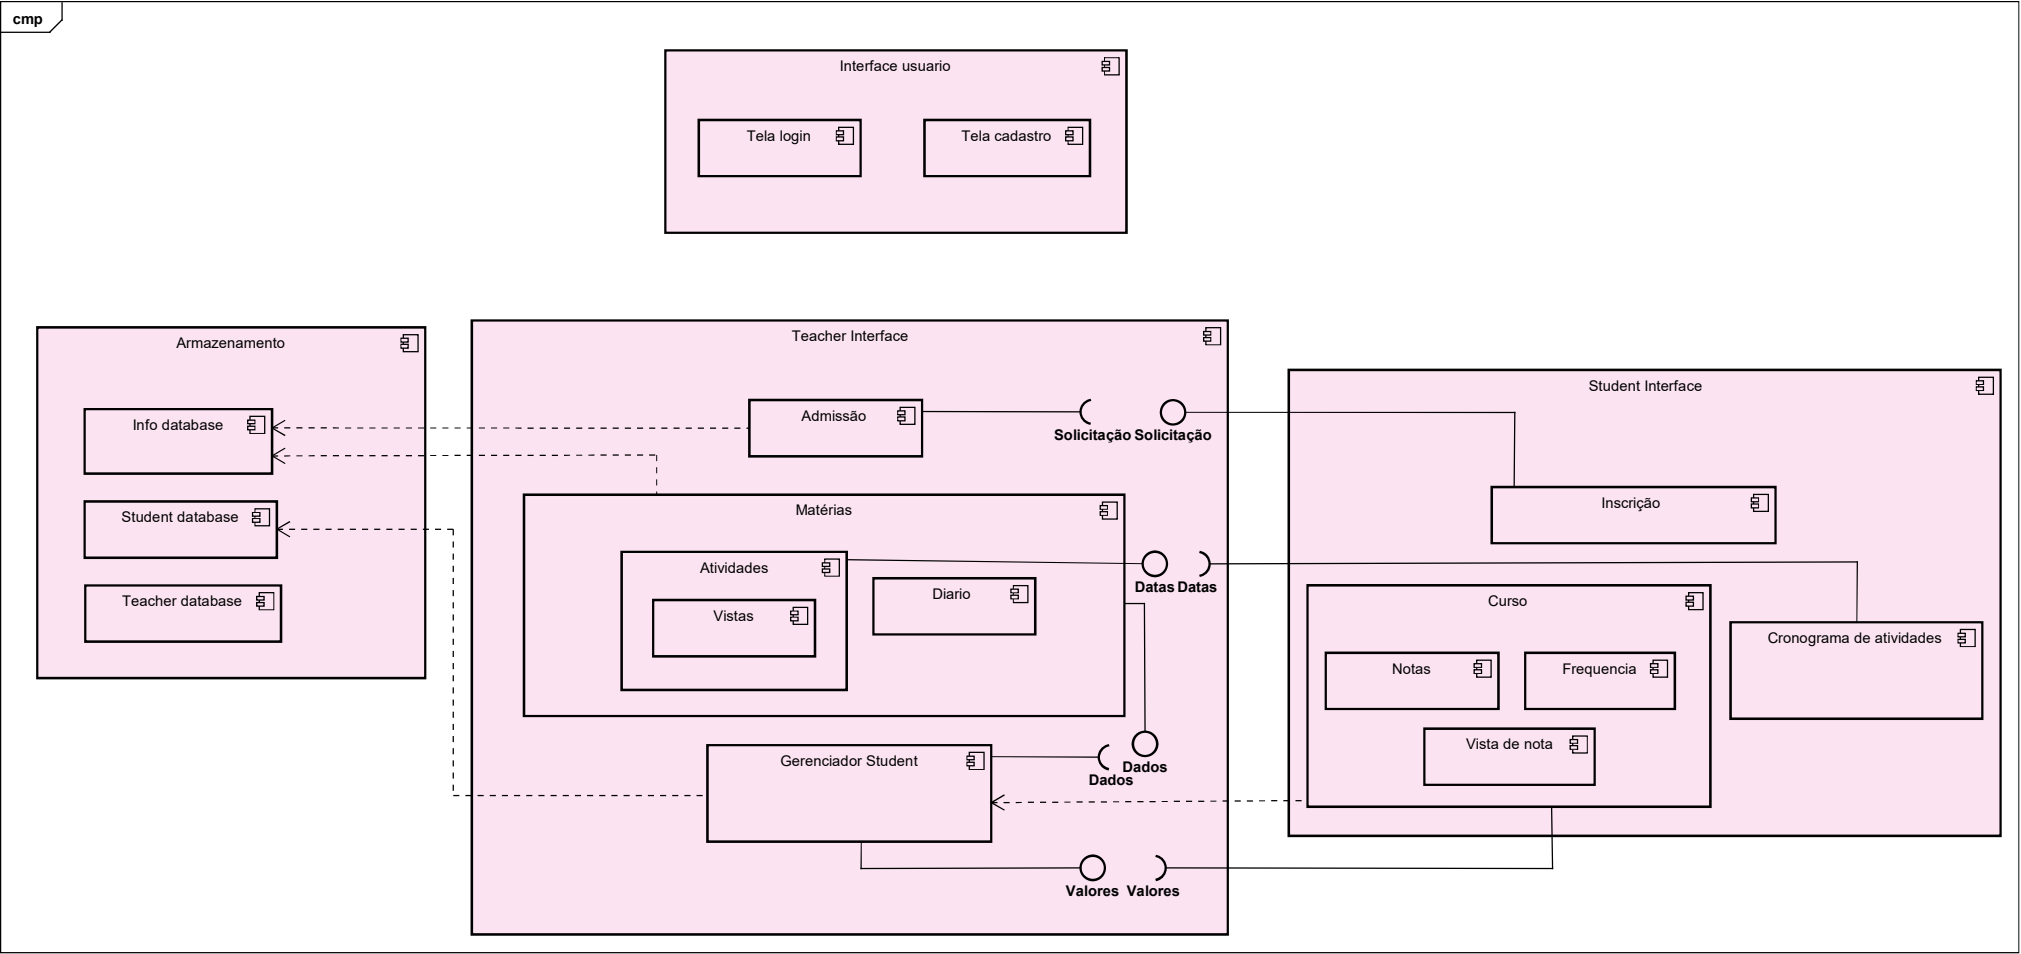 cmp
Interface usuario
Tela login
Tela cadastro
Armazenamento
Info database
Student database
Teacher database
Teacher Interface
Admissão
Solicitação
Solicitação
Matérias
Atividades
Vistas
Diario
Datas
Datas
Gerenciador Student
Dados
Dados
Valores
Valores
Student Interface
Inscrição
Curso
Notas
Frequencia
Vista de nota
Cronograma de atividades